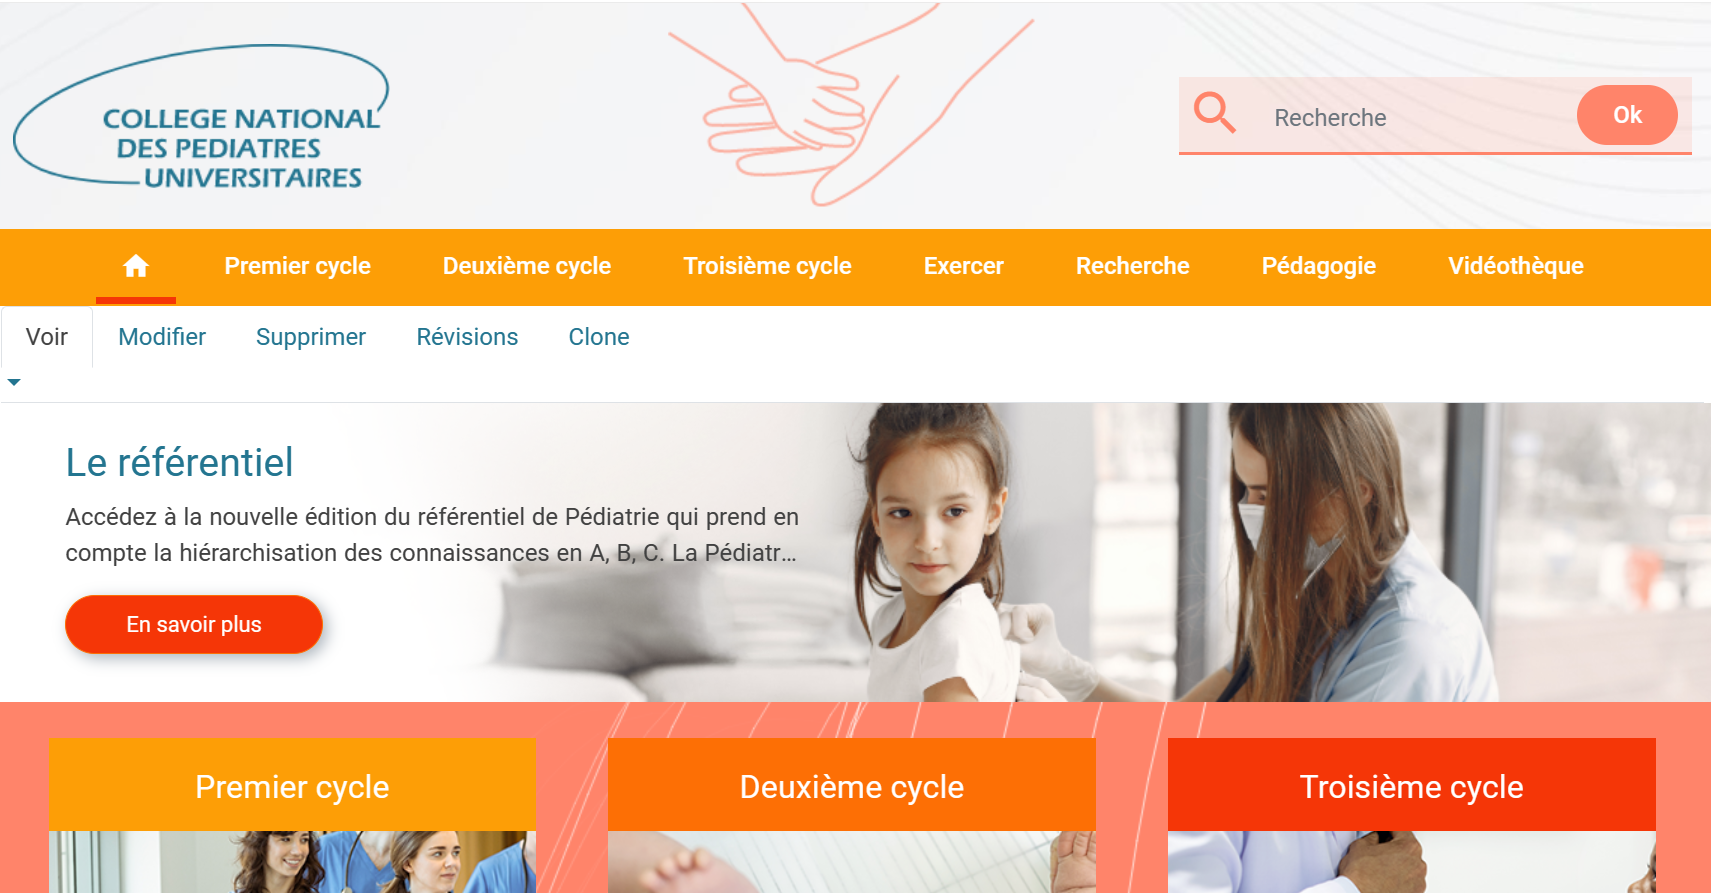 COLLEGE NATIONAL
DES PEDIATRES
UNIVERSITAIRES
Recherche
Ok
Premier cycle
Deuxième cycle
Troisième cycle
Exercer
Recherche
Pédagogie
Vidéothèque
Voir
Modifier
Supprimer
Révisions
Clone
Le référentiel
Accédez à la nouvelle édition du référentiel de Pédiatrie qui prend en
compte la hiérarchisation des connaissances en A, B, C. La Pédiatr...
En savoir plus
Premier cycle
Deuxième cycle
Troisième cycle